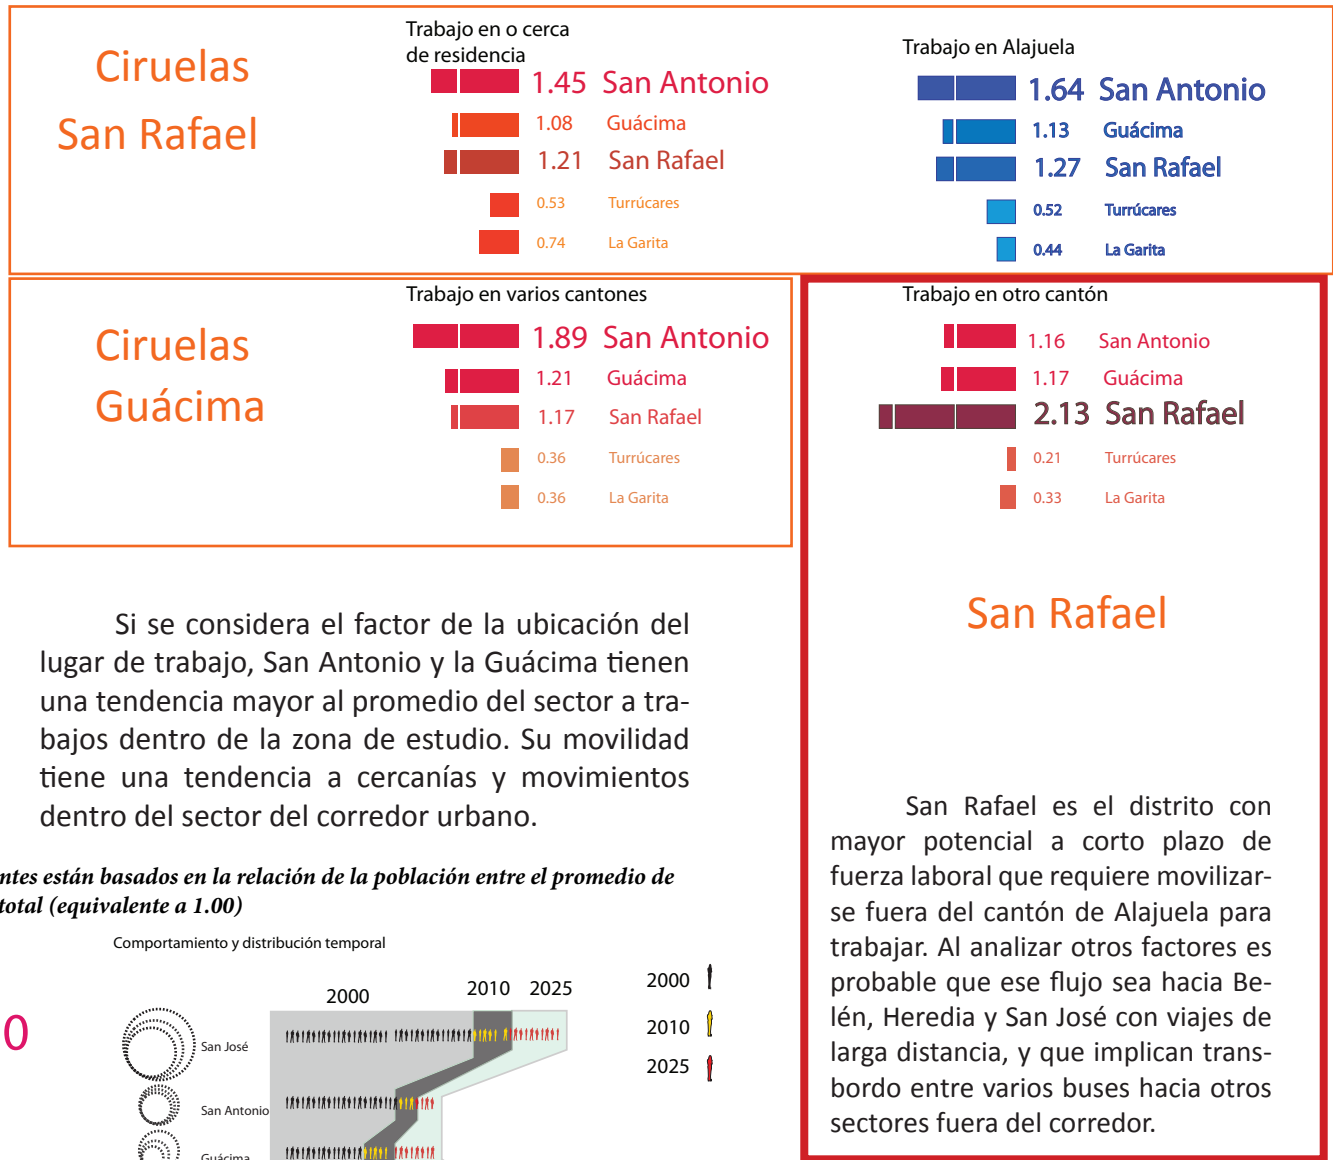 Ciruelas
San Rafael
Trabajo en o cerca
de residencia
1.45 San Antonio
1.08 Guácima
1.21 San Rafael
0.53 Turrúcares
0.74 La Garita
Trabajo en Alajuela
1.64 San Antonio
1.13 Guácima
1.27 San Rafael
0.52 Turrúcares
0.44 La Garita
Ciruelas
Guácima
Trabajo en varios cantones
1.89 San Antonio
1.21 Guácima
1.17 San Rafael
0.36 Turrúcares
0.36 La Garita
Trabajo en otro cantón
1.16 San Antonio
1.17 Guácima
2.13 San Rafael
0.21 Turrúcares
0.33 La Garita
San Rafael
Si se considera el factor de la ubicación del
lugar de trabajo, San Antonio y la Guácima tienen
una tendencia mayor al promedio del sector a tra-
bajos dentro de la zona de estudio. Su movilidad
tiene una tendencia a cercanías y movimientos
dentro del sector del corredor urbano.
San Rafael es el distrito con
mayor potencial a corto plazo de
fuerza laboral que requiere movilizar-
se fuera del cantón de Alajuela para
trabajar. Al analizar otros factores es
probable que ese flujo sea hacia Be-
lén, Heredia y San José con viajes de
larga distancia, y que implican trans-
bordo entre varios buses hacia otros
sectores fuera del corredor.
ntes están basados en la relación de la población entre el promedio de
total (equivalente a 1.00)
Comportamiento y distribución temporal
2000 2010 2025
2000
2010
2025
0
San José
San Antonio
Guácima